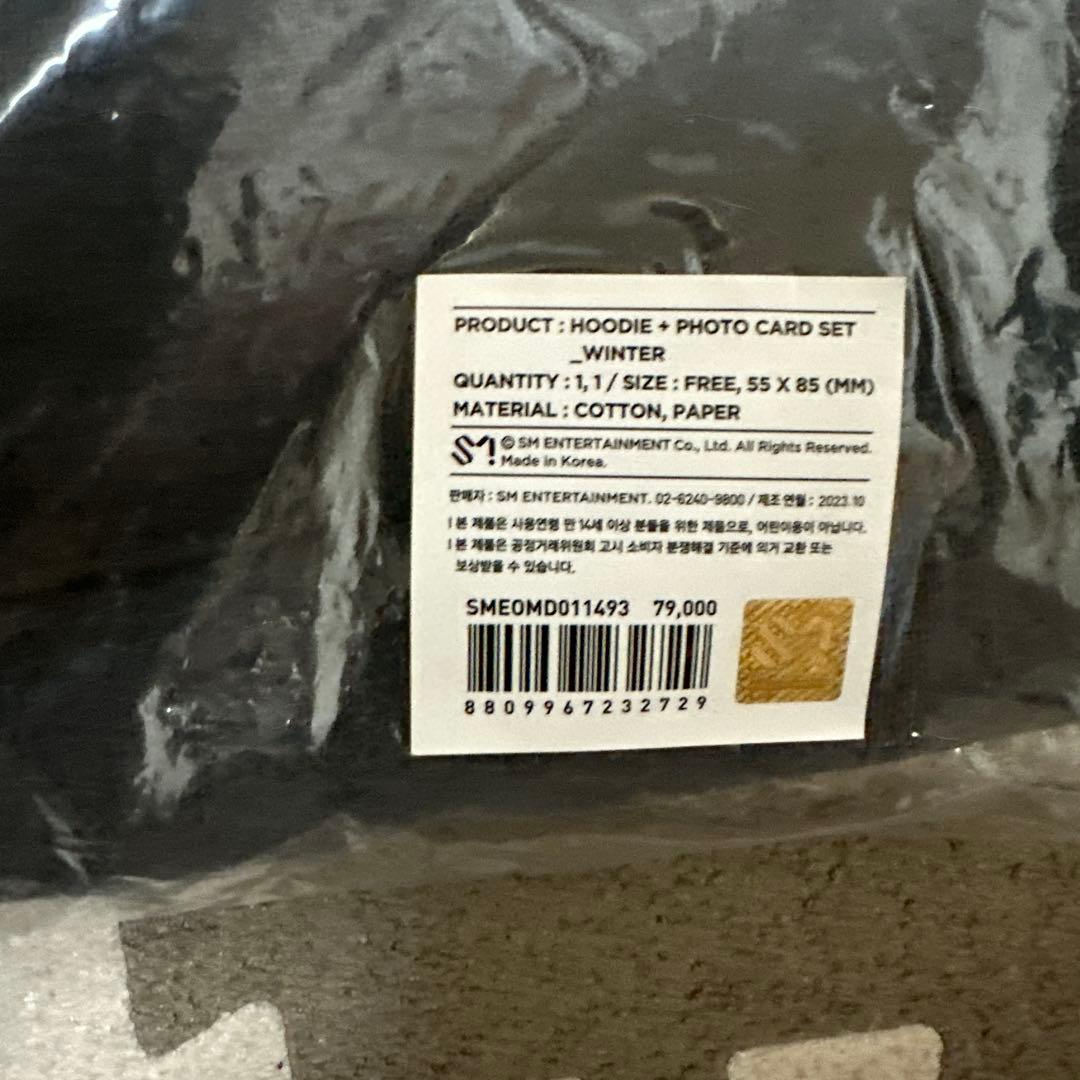 PRODUCT : HOODIE + PHOTO CARD SET
_WINTER
QUANTITY : 1, 1 / SIZE : FREE, 55 X 85 (MM)
MATERIAL : COTTON, PAPER
SM! © SM ENTERTAINMENT Co., Ltd. All Rights Reserved.
Made in Korea.
판매자 : SM ENTERTAINMENT. 02-6240-9800 / 제조 연월 : 2023.10
I 본 제품은 사용연령 만 14세 이상 분들을 위한 제품으로, 어린이용이 아닙니다.
I 본 제품은 공정거래위원회 고시 소비자 분쟁해결 기준에 의거 교환 또는
보상받을 수 있습니다.
SMEOMD011493 79,000
8809967232729